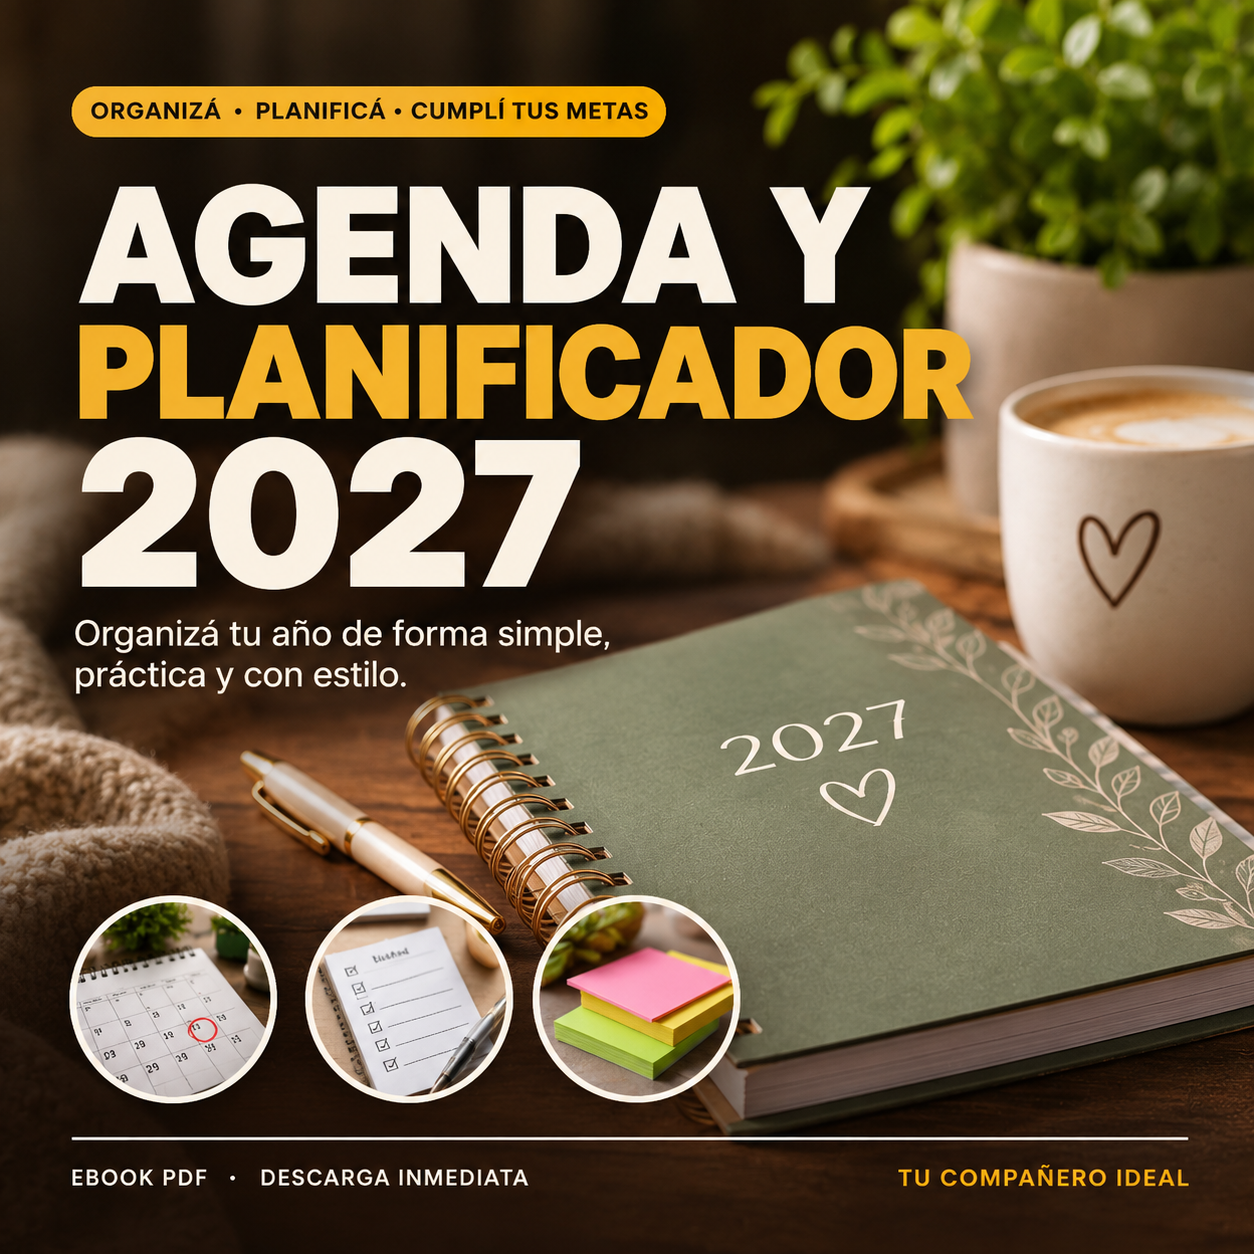 ORGANIZÁ • PLANIFICÁ • CUMPLÍ TUS METAS
AGENDA Y
PLANIFICADOR
2027
Organizá tu año de forma simple,
práctica y con estilo.
2027
EBOOK PDF • DESCARGA INMEDIATA
TU COMPAÑERO IDEAL